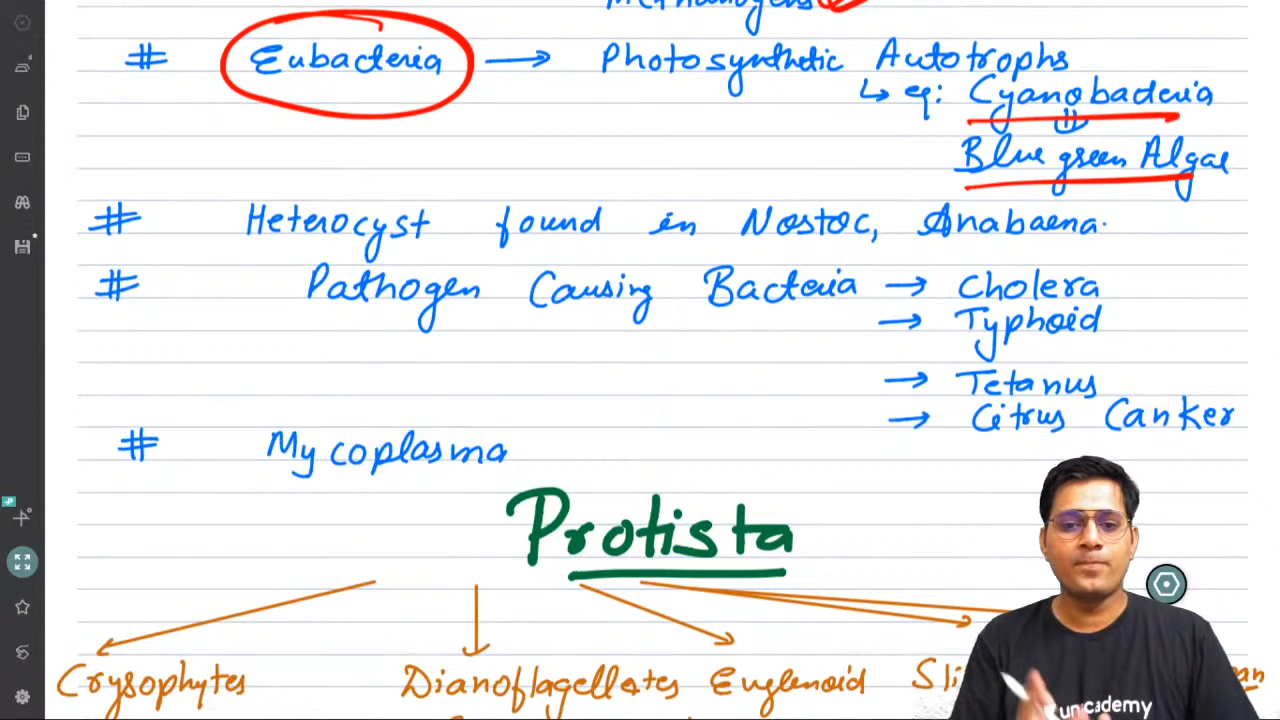 Methanogens
# Eubacteria → Photosynthetic Autotrophs
↳ eg: Cyanobacteria
Blue green Algae
# Heterocyst found in Nostoc, Anabaena.
# Pathogen Causing Bacteria → Cholera
→ Typhoid
→ Tetanus
→ Citrus Canker
# Mycoplasma
Protista
Crysophytes Dianoflagellates Euglenoid
unacademy